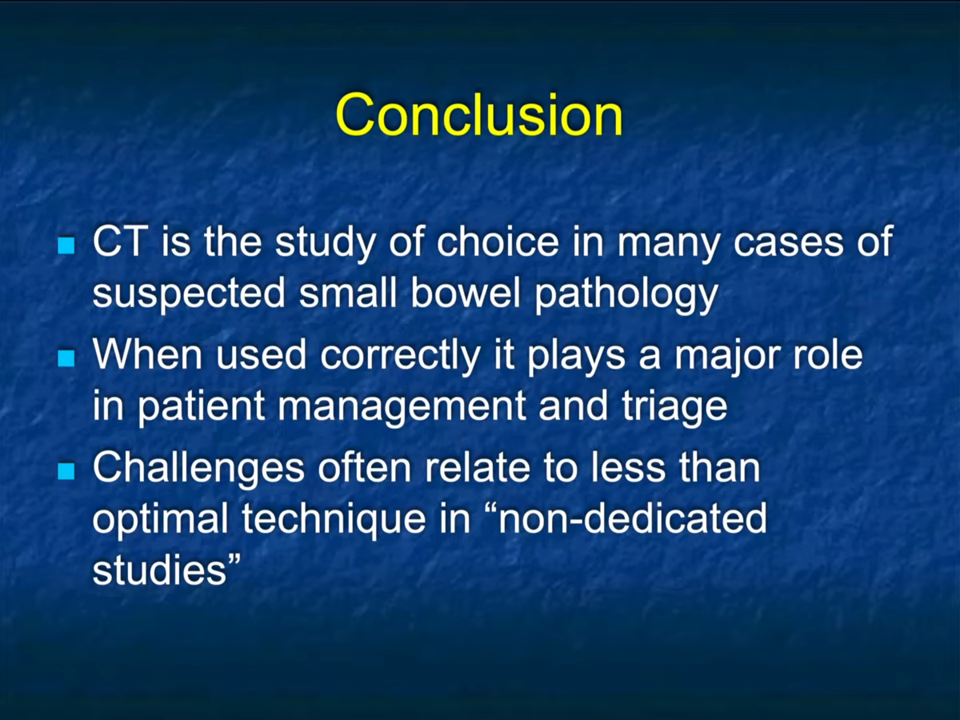 Conclusion
CT is the study of choice in many cases of
suspected small bowel pathology
When used correctly it plays a major role
in patient management and triage
Challenges often relate to less than
optimal technique in “non-dedicated
studies”